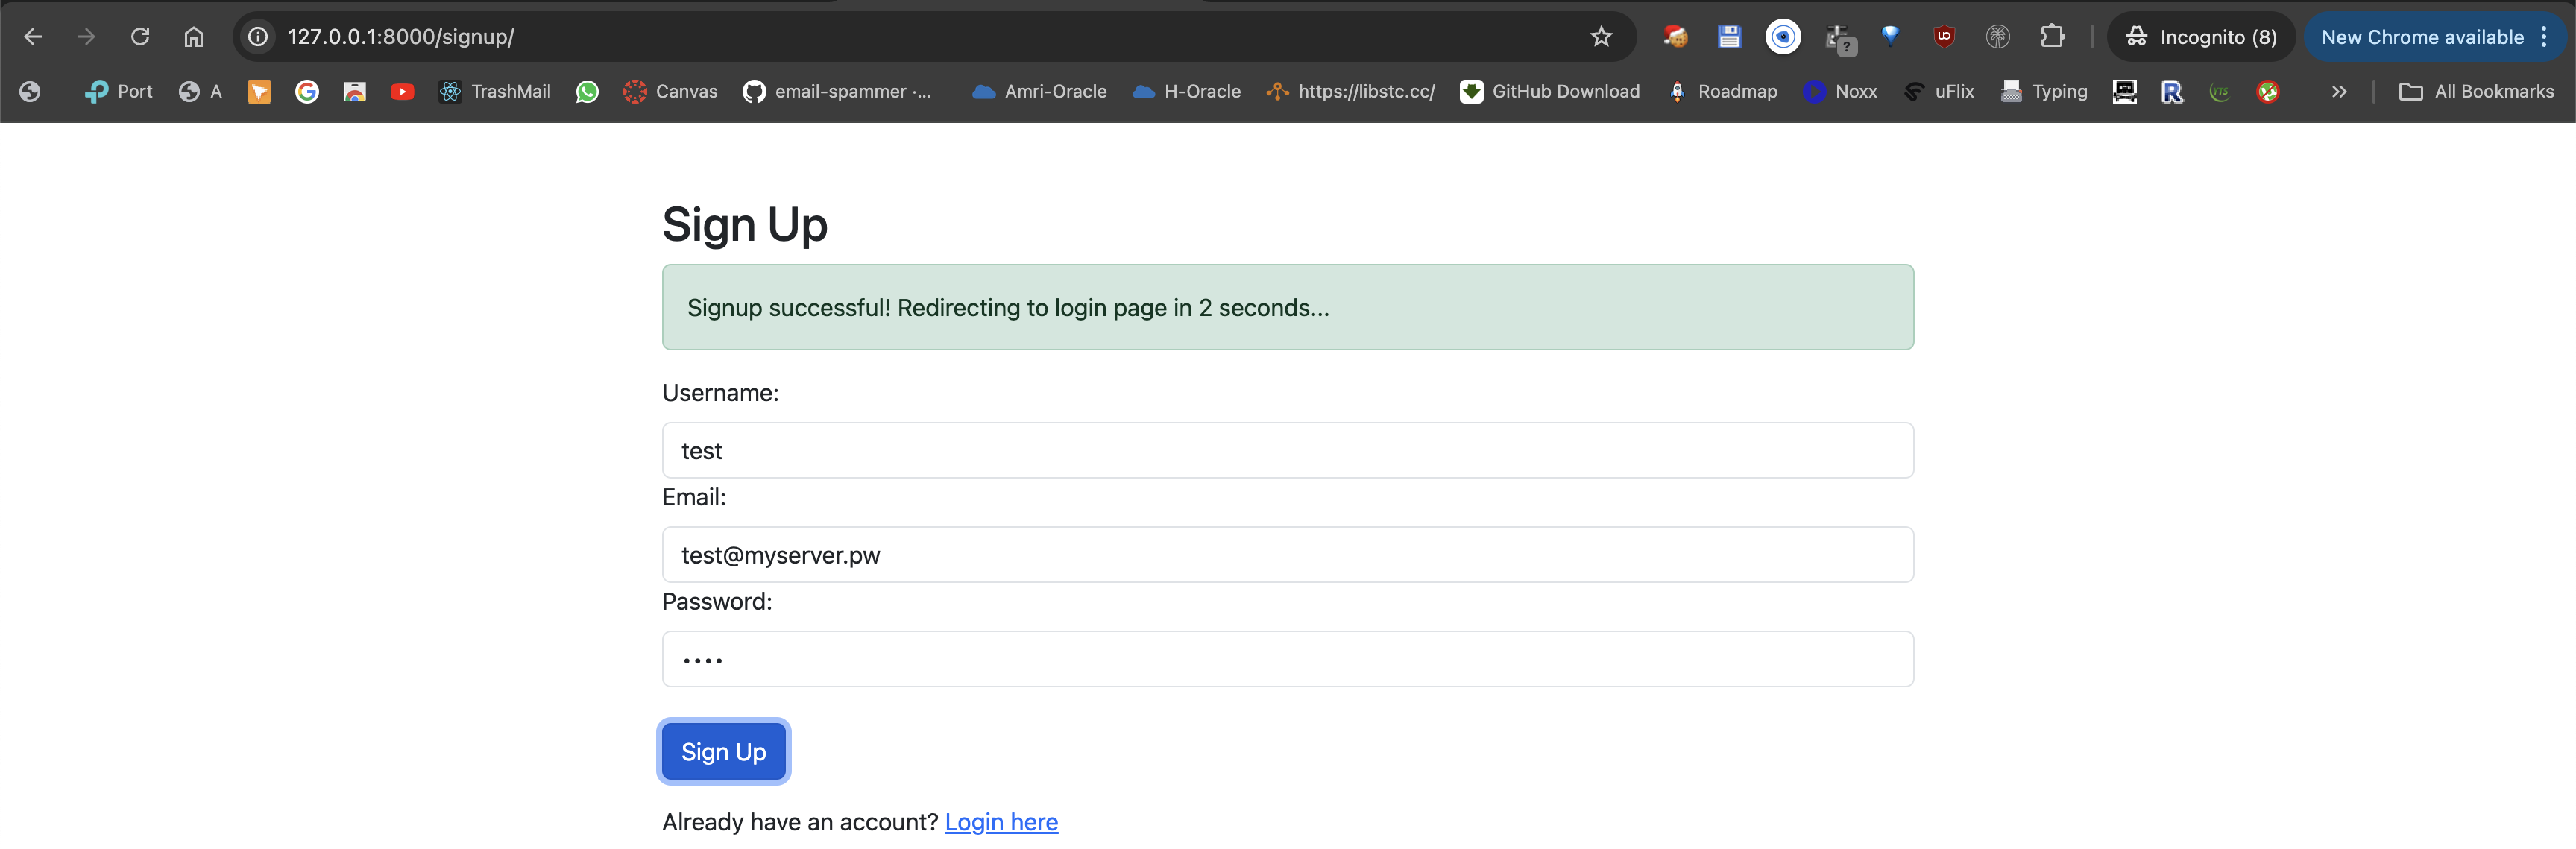 127.0.0.1:8000/signup/
Incognito (8)
New Chrome available
Port
A
TrashMail
Canvas
email-spammer ·...
Amri-Oracle
H-Oracle
https://libstc.cc/
GitHub Download
Roadmap
Noxx
uFlix
Typing
YTS
All Bookmarks
Sign Up
Signup successful! Redirecting to login page in 2 seconds...
Username:
test
Email:
test@myserver.pw
Password:
••••
Sign Up
Already have an account? Login here